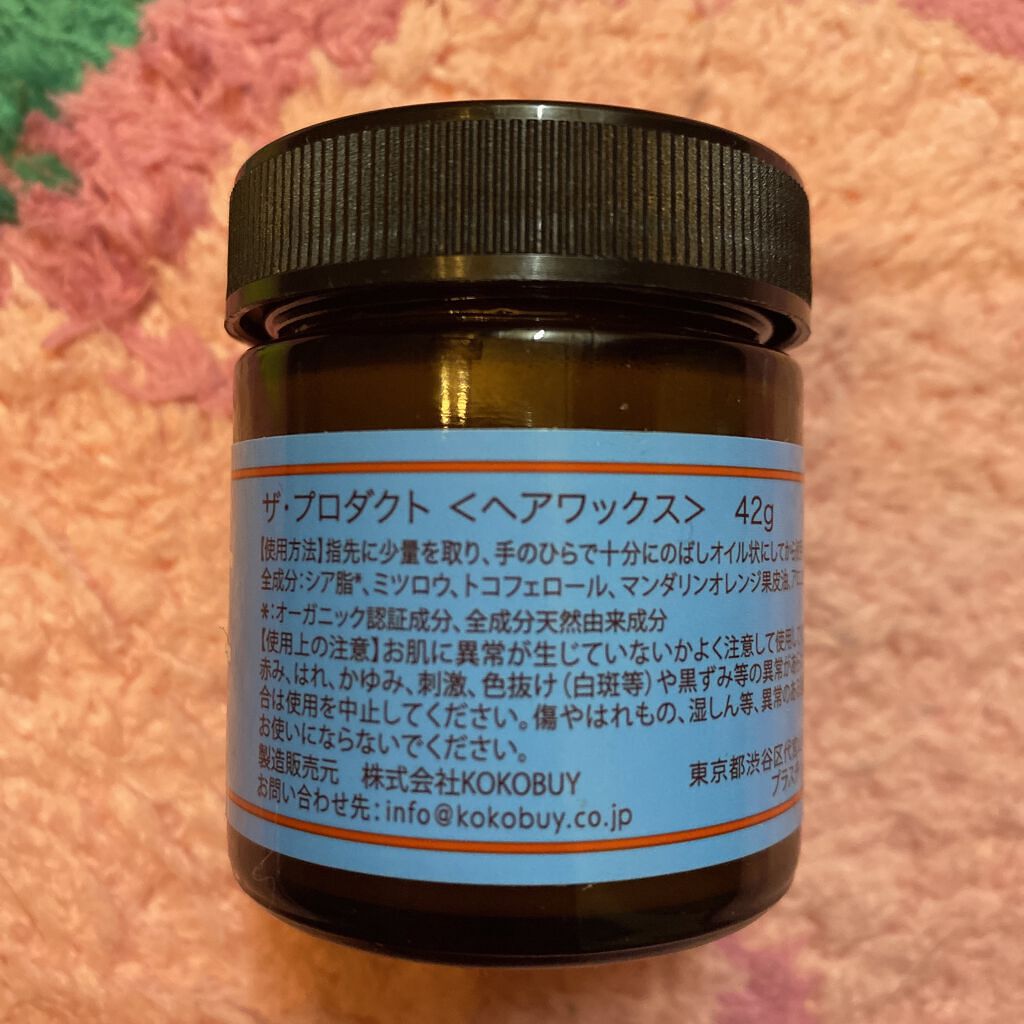 ザ・プロダクト <ヘアワックス> 42g
【使用方法】指先に少量を取り、手のひらで十分にのばしオイル状にしてから
全成分:シア脂*、ミツロウ、トコフェロール、マンダリンオレンジ果皮油、アロ
*:オーガニック認証成分、全成分天然由来成分
【使用上の注意】お肌に異常が生じていないかよく注意して使用して
赤み、はれ、かゆみ、刺激、色抜け(白斑等)や黒ずみ等の異常が
合は使用を中止してください。傷やはれもの、湿しん等、異常のある
お使いにならないでください。
製造販売元 株式会社KOKOBUY 東京都渋谷区代官
お問い合わせ先:info@kokobuy.co.jp プラス